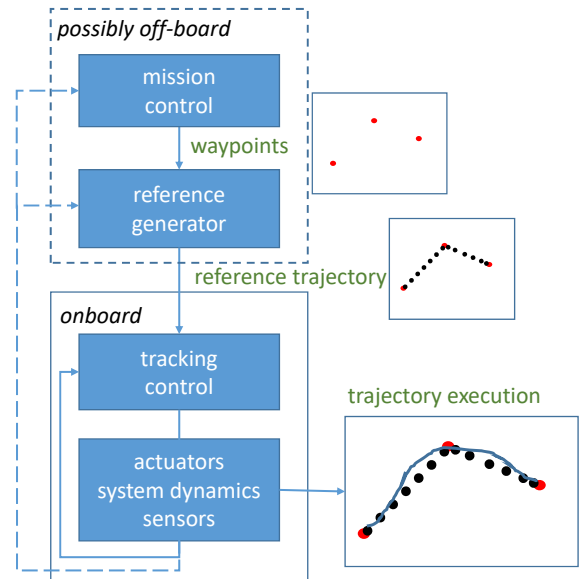 possibly off-board
mission
control
waypoints
reference
generator
reference trajectory
onboard
tracking
control
trajectory execution
actuators
system dynamics
sensors